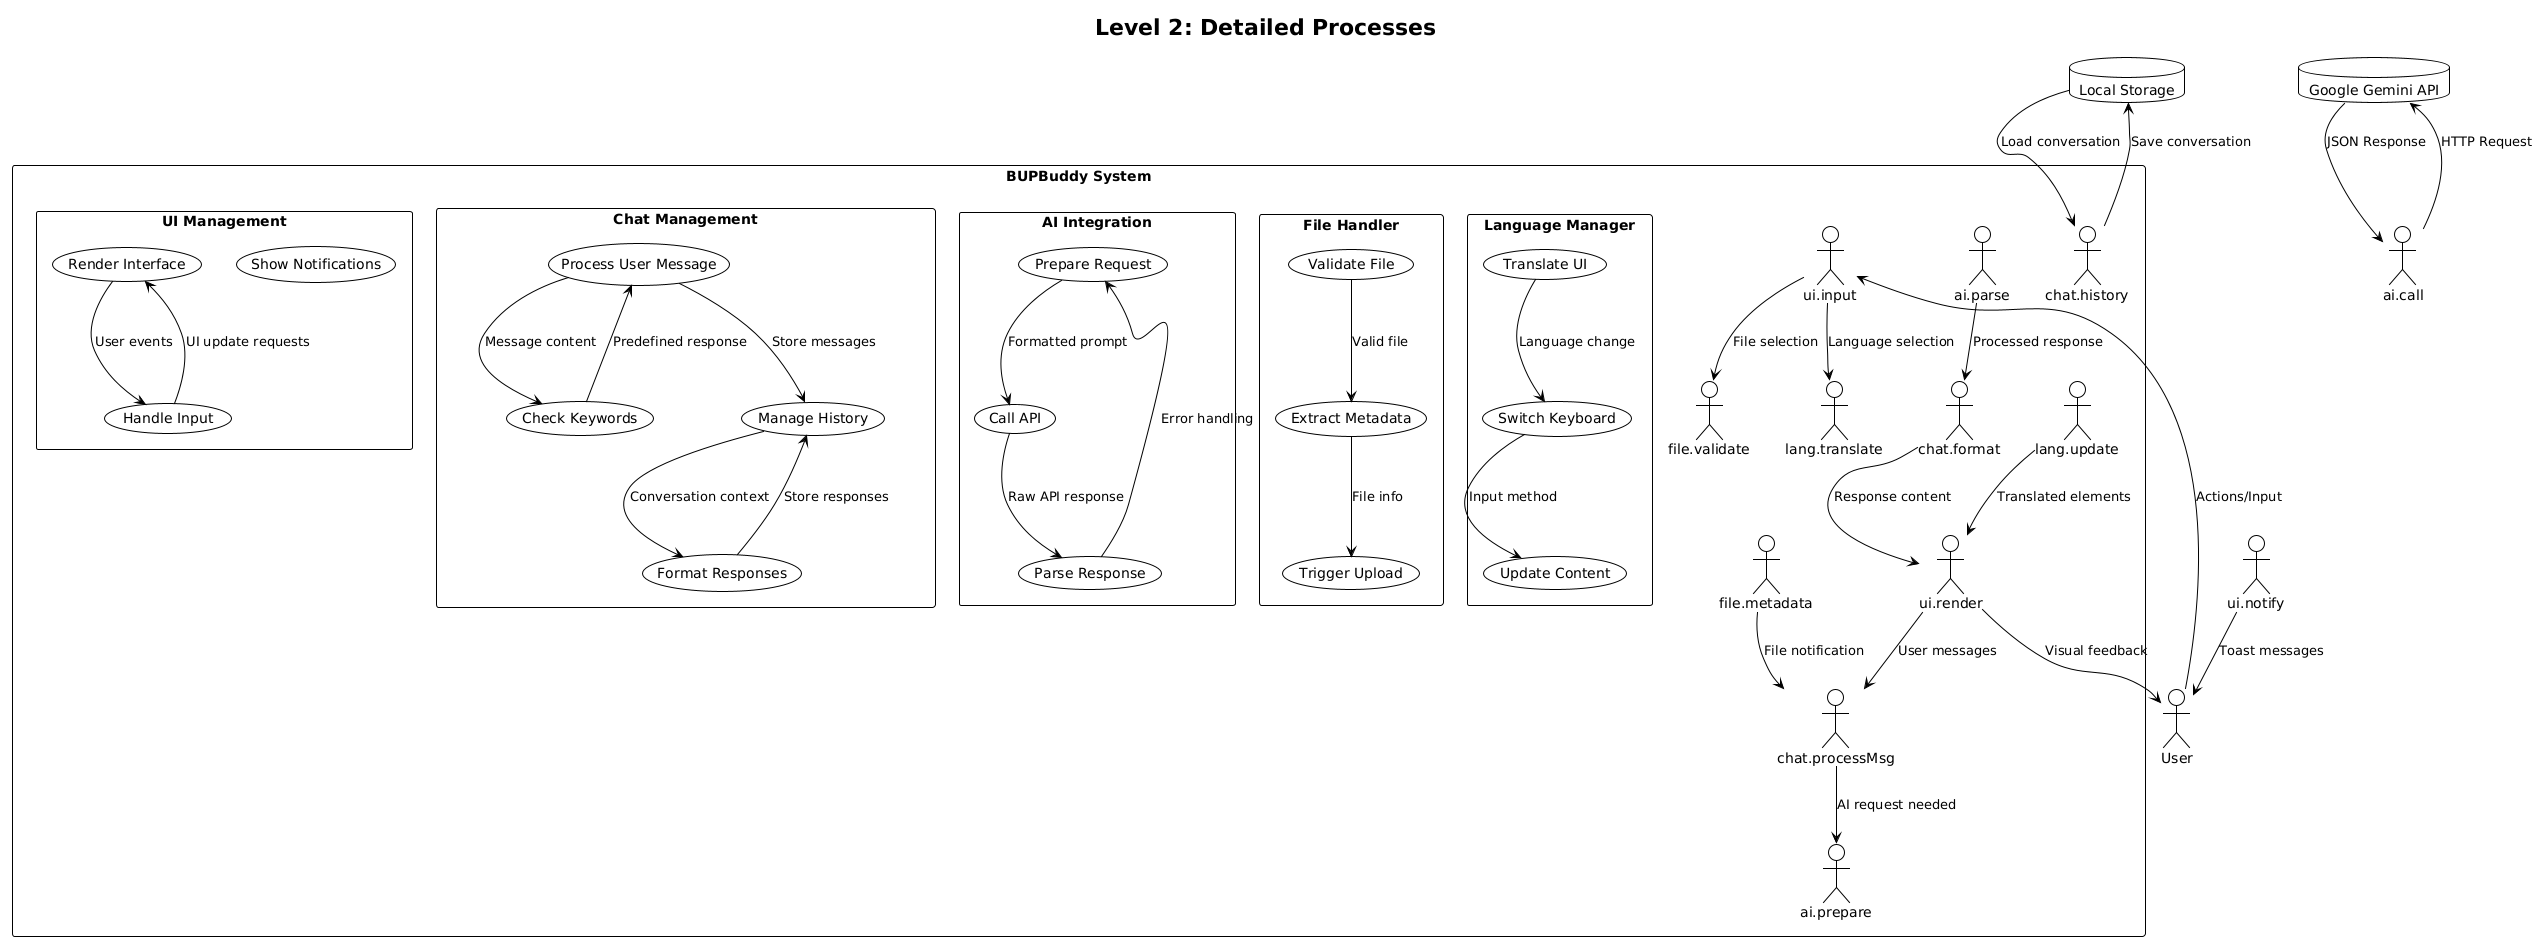 Level 2: Detailed Processes
Local Storage
Google Gemini API
Load conversation
Save conversation
JSON Response
HTTP Request
BUPBuddy System
UI Management
Render Interface
Show Notifications
User events
UI update requests
Handle Input
Chat Management
Process User Message
Message content
Predefined response
Store messages
Check Keywords
Manage History
Conversation context
Store responses
Format Responses
AI Integration
Prepare Request
Formatted prompt
Call API
Error handling
Raw API response
Parse Response
File Handler
Validate File
Valid file
Extract Metadata
File info
Trigger Upload
Language Manager
Translate UI
Language change
Switch Keyboard
Input method
Update Content
ui.input
ai.parse
chat.history
ai.call
File selection
Language selection
Processed response
file.validate
lang.translate
chat.format
lang.update
Response content
Translated elements
Actions/Input
file.metadata
ui.render
ui.notify
File notification
User messages
Visual feedback
Toast messages
chat.processMsg
User
AI request needed
ai.prepare